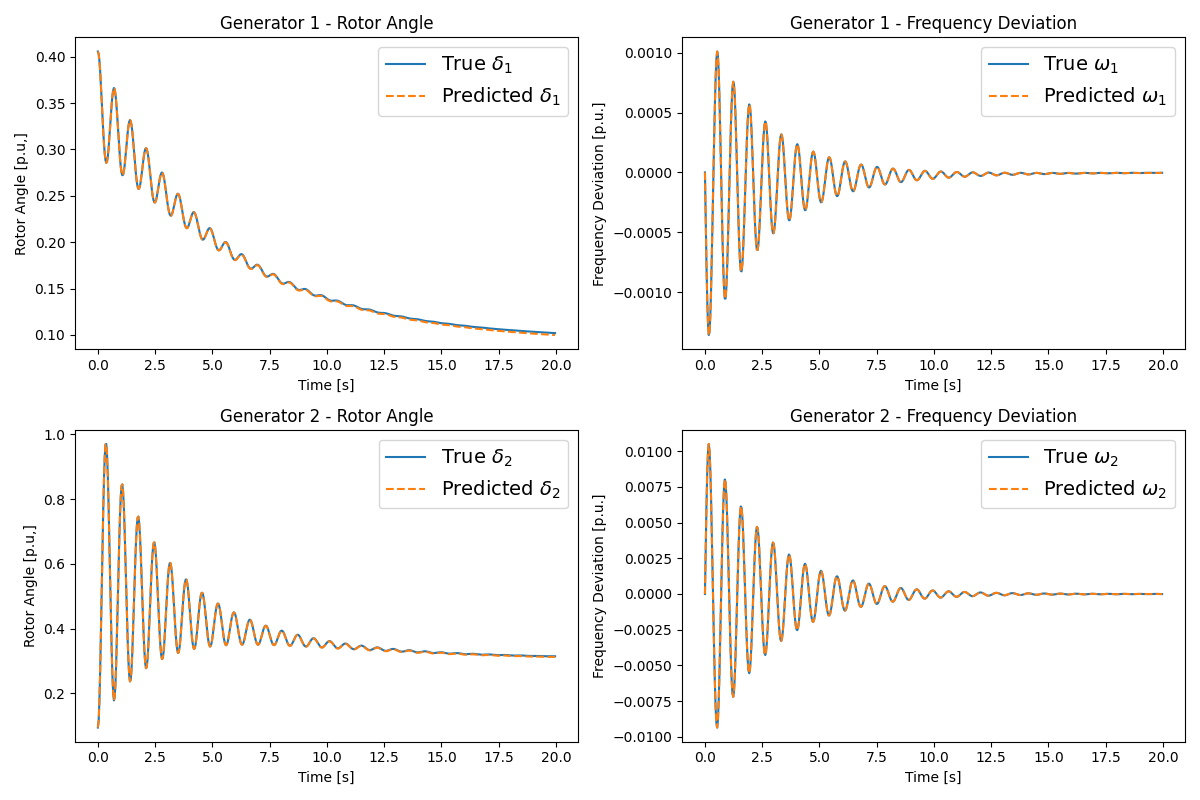 Generator 1 - Rotor Angle
True δ₁
Predicted δ₁
Rotor Angle [p.u,]
0.40
0.35
0.30
0.25
0.20
0.15
0.10
0.0 2.5 5.0 7.5 10.0 12.5 15.0 17.5 20.0
Time [s]
Generator 1 - Frequency Deviation
True ω₁
Predicted ω₁
Frequency Deviation [p.u.]
0.0010
0.0005
0.0000
−0.0005
−0.0010
0.0 2.5 5.0 7.5 10.0 12.5 15.0 17.5 20.0
Time [s]
Generator 2 - Rotor Angle
True δ₂
Predicted δ₂
Rotor Angle [p.u,]
1.0
0.8
0.6
0.4
0.2
0.0 2.5 5.0 7.5 10.0 12.5 15.0 17.5 20.0
Time [s]
Generator 2 - Frequency Deviation
True ω₂
Predicted ω₂
Frequency Deviation [p.u.]
0.0100
0.0075
0.0050
0.0025
0.0000
−0.0025
−0.0050
−0.0075
−0.0100
0.0 2.5 5.0 7.5 10.0 12.5 15.0 17.5 20.0
Time [s]